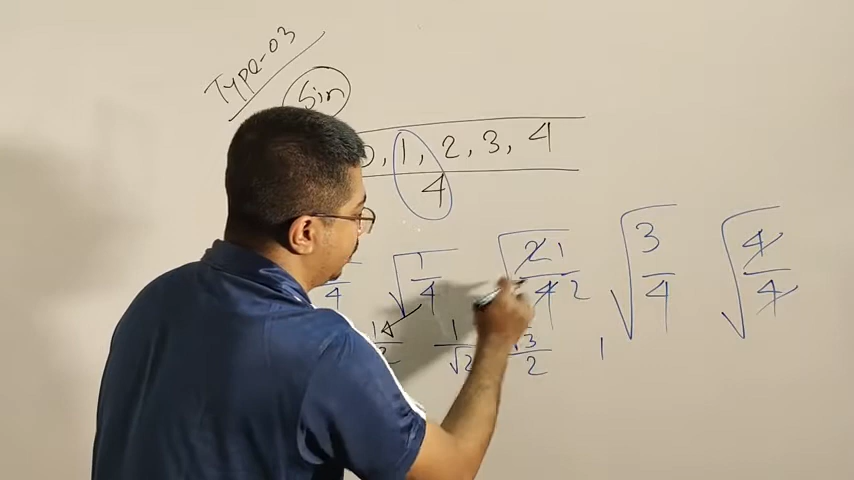 Type-03
Sin
0, 1, 2, 3, 4
4
4 √1/4 √2/4 1 2 √3/4 √4/4
1/2 1/√2 √3/2 1